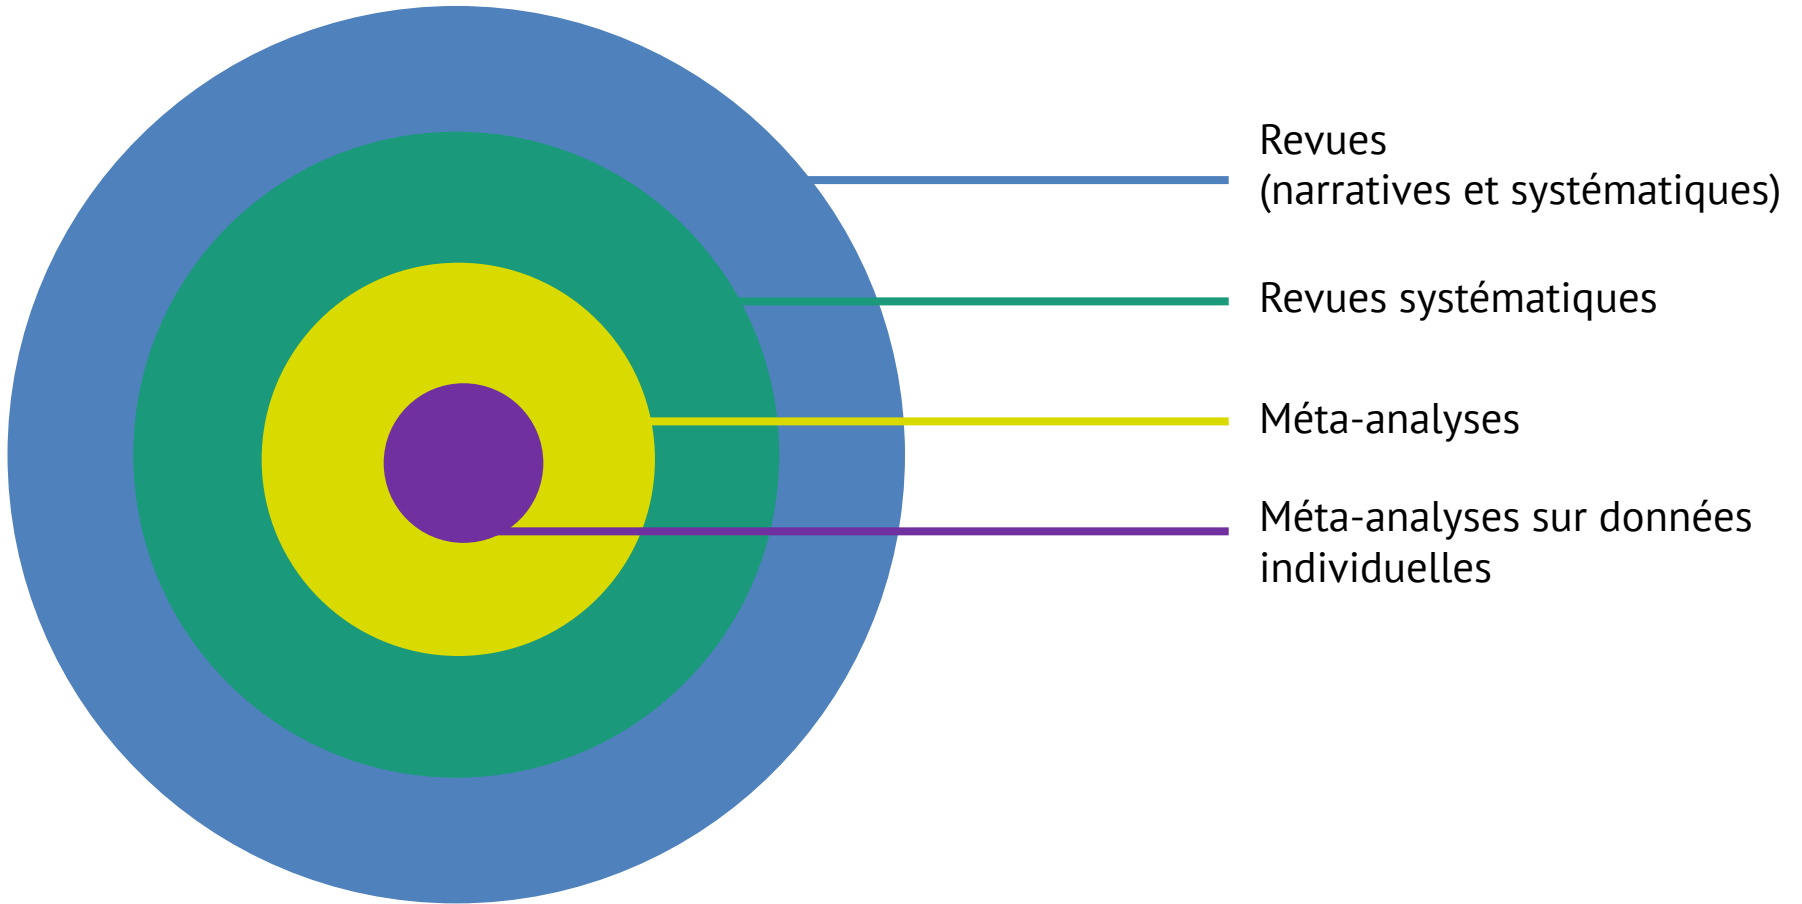 Revues
(narratives et systématiques)
Revues systématiques
Méta-analyses
Méta-analyses sur données
individuelles